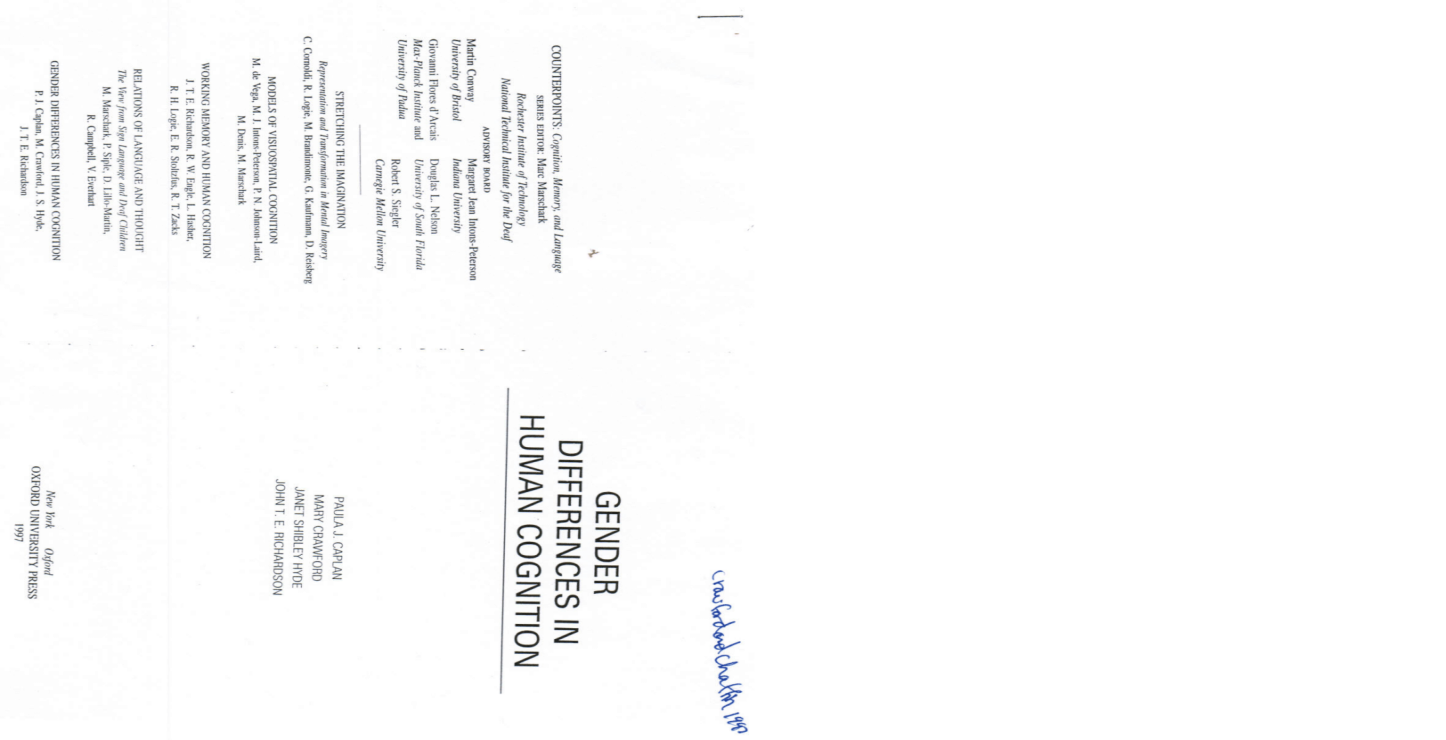 COUNTERPOINTS: Cognition, Memory, and Language
SERIES EDITOR: Marc Marschark
Rochester Institute of Technology
National Technical Institute for the Deaf
ADVISORY BOARD
Martin Conway
University of Bristol
Giovanni Flores d'Arcais
Max-Planck Institute and
University of Padua
Margaret Jean Intons-Peterson
Indiana University
Douglas L. Nelson
University of South Florida
Robert S. Siegler
Carnegie Mellon University
STRETCHING THE IMAGINATION
Representation and Transformation in Mental Imagery
C. Cornoldi, R. Logie, M. Brandimonte, G. Kaufmann, D. Reisberg
MODELS OF VISUOSPATIAL COGNITION
M. de Vega, M. J. Intons-Peterson, P. N. Johnson-Laird,
M. Denis, M. Marschark
WORKING MEMORY AND HUMAN COGNITION
J. T. E. Richardson, R. W. Engle, L. Hasher,
R. H. Logie, E. R. Stoltzfus, R. T. Zacks
RELATIONS OF LANGUAGE AND THOUGHT
The View from Sign Language and Deaf Children
M. Marschark, P. Siple, D. Lillo-Martin,
R. Campbell, V. Everhart
GENDER DIFFERENCES IN HUMAN COGNITION
P. J. Caplan, M. Crawford, J. S. Hyde,
J. T. E. Richardson
Crawford and Chaffin 1997
GENDER
DIFFERENCES IN
HUMAN COGNITION
PAULA J. CAPLAN
MARY CRAWFORD
JANET SHIBLEY HYDE
JOHN T. E. RICHARDSON
New York Oxford
OXFORD UNIVERSITY PRESS
1997